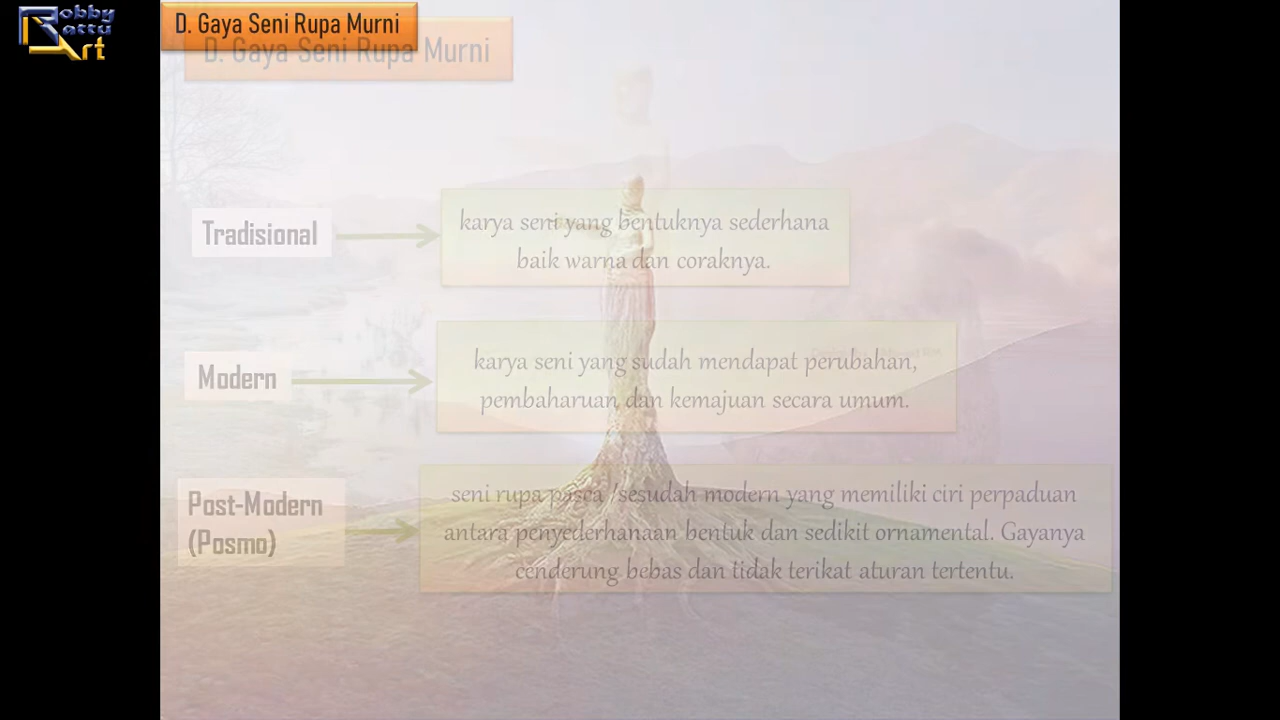 Robby
Rattu
Art
D. Gaya Seni Rupa Murni
D. Gaya Seni Rupa Murni
Tradisional
karya seni yang bentuknya sederhana
baik warna dan coraknya.
Modern
karya seni yang sudah mendapat perubahan,
pembaharuan dan kemajuan secara umum.
Post-Modern
(Posmo)
seni rupa pasca /sesudah modern yang memiliki ciri perpaduan
antara penyederhanaan bentuk dan sedikit ornamental. Gayanya
cenderung bebas dan tidak terikat aturan tertentu.